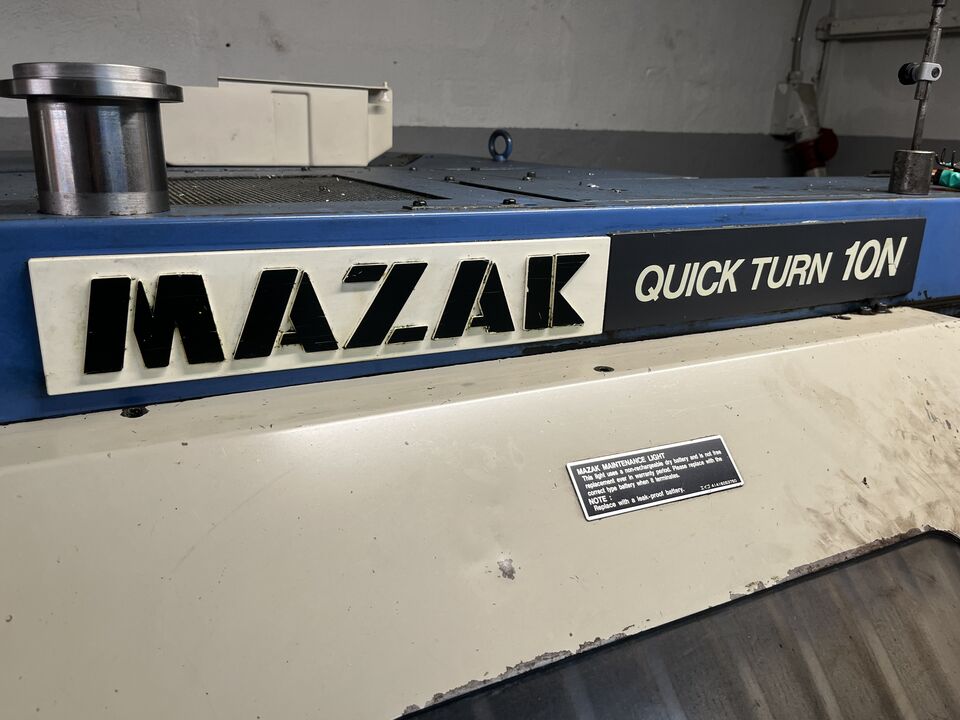 MAZAK
QUICK TURN 10N
MAZAK MAINTENANCE LIGHT
This light uses a non-rechargeable dry battery and is not free
replacement ever in warranty period. Please replace with the
correct type battery when it terminates.
NOTE :
Replace with a leak-proof battery.